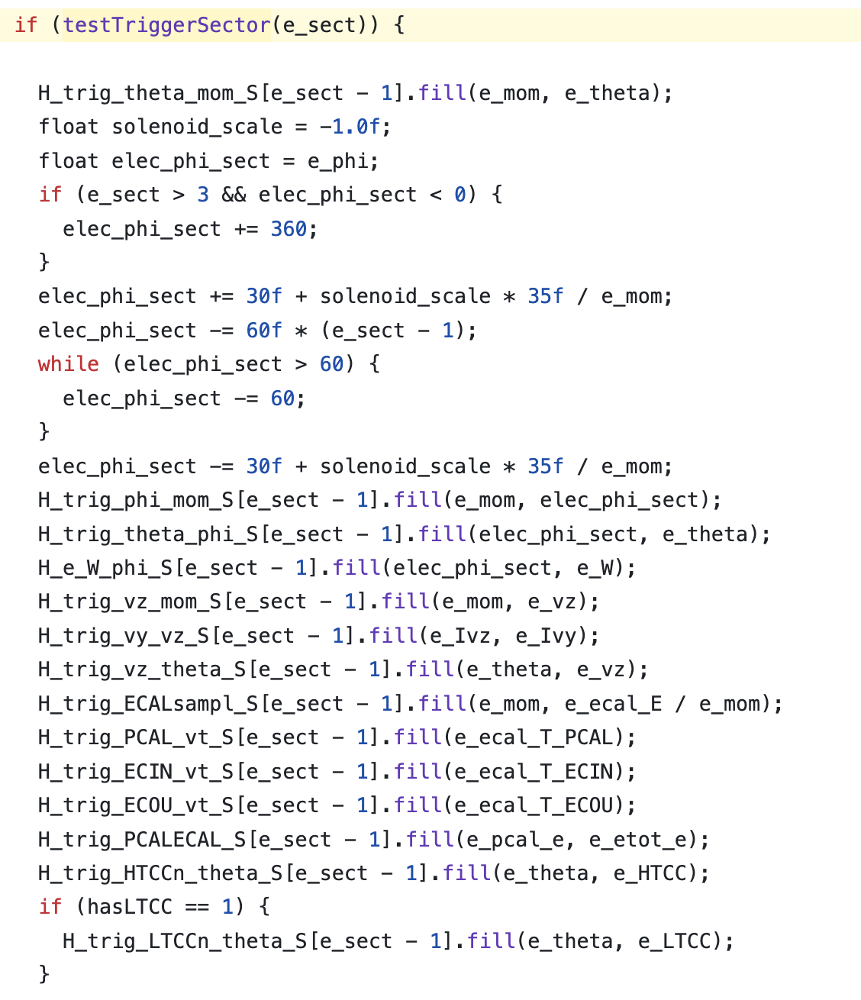 if (testTriggerSector(e_sect)) {
H_trig_theta_mom_S[e_sect - 1].fill(e_mom, e_theta);
float solenoid_scale = -1.0f;
float elec_phi_sect = e_phi;
if (e_sect > 3 && elec_phi_sect < 0) {
elec_phi_sect += 360;
}
elec_phi_sect += 30f + solenoid_scale * 35f / e_mom;
elec_phi_sect -= 60f * (e_sect - 1);
while (elec_phi_sect > 60) {
elec_phi_sect -= 60;
}
elec_phi_sect -= 30f + solenoid_scale * 35f / e_mom;
H_trig_phi_mom_S[e_sect - 1].fill(e_mom, elec_phi_sect);
H_trig_theta_phi_S[e_sect - 1].fill(elec_phi_sect, e_theta);
H_e_W_phi_S[e_sect - 1].fill(elec_phi_sect, e_W);
H_trig_vz_mom_S[e_sect - 1].fill(e_mom, e_vz);
H_trig_vy_vz_S[e_sect - 1].fill(e_Ivz, e_Ivy);
H_trig_vz_theta_S[e_sect - 1].fill(e_theta, e_vz);
H_trig_ECALsampl_S[e_sect - 1].fill(e_mom, e_ecal_E / e_mom);
H_trig_PCAL_vt_S[e_sect - 1].fill(e_ecal_T_PCAL);
H_trig_ECIN_vt_S[e_sect - 1].fill(e_ecal_T_ECIN);
H_trig_ECOU_vt_S[e_sect - 1].fill(e_ecal_T_ECOU);
H_trig_PCALECAL_S[e_sect - 1].fill(e_pcal_e, e_etot_e);
H_trig_HTCCn_theta_S[e_sect - 1].fill(e_theta, e_HTCC);
if (hasLTCC == 1) {
H_trig_LTCCn_theta_S[e_sect - 1].fill(e_theta, e_LTCC);
}